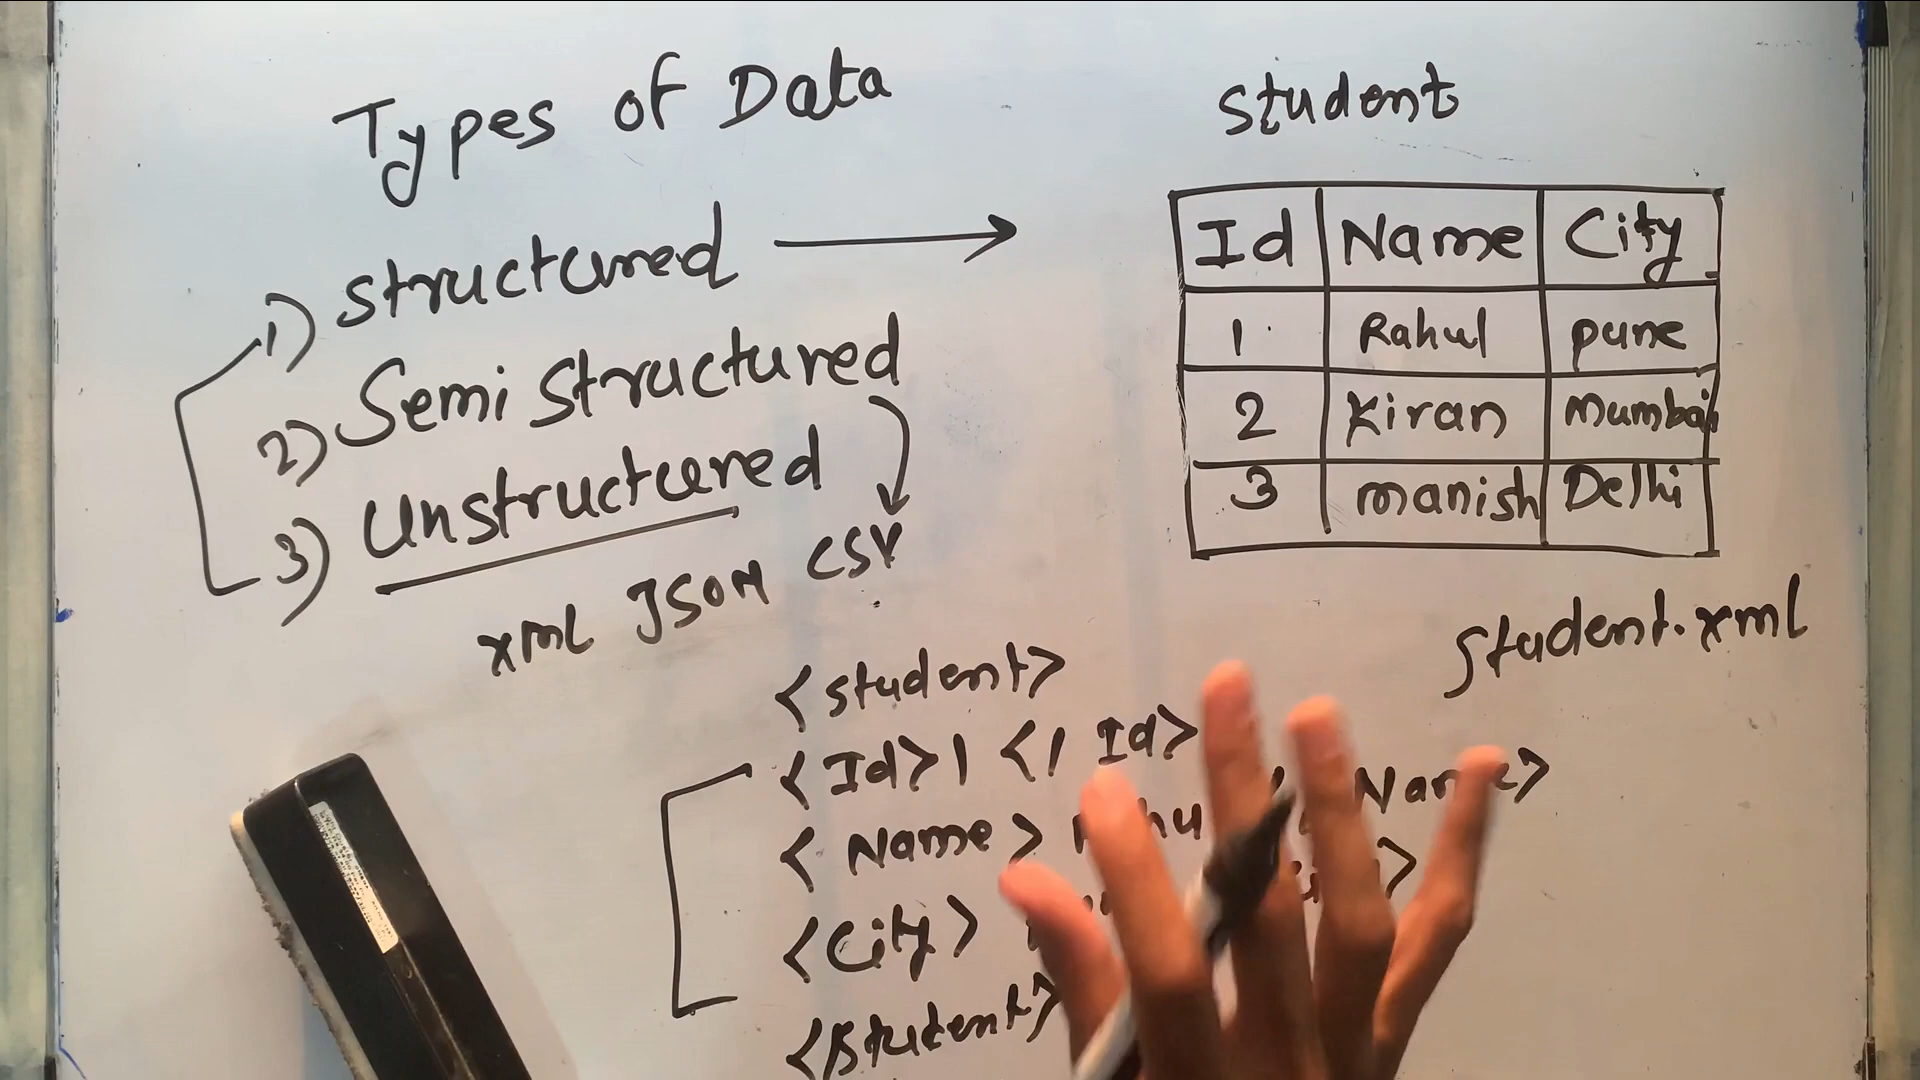 Types of Data
1) Structured
2) Semi Structured
3) Unstructured
xml JSON CSV
Student
Id Name City
1 Rahul pune
2 Kiran Mumbai
3 manish Delhi
student.xml
<student>
<Id>1 </Id>
<Name> Name>
<City>
</student>